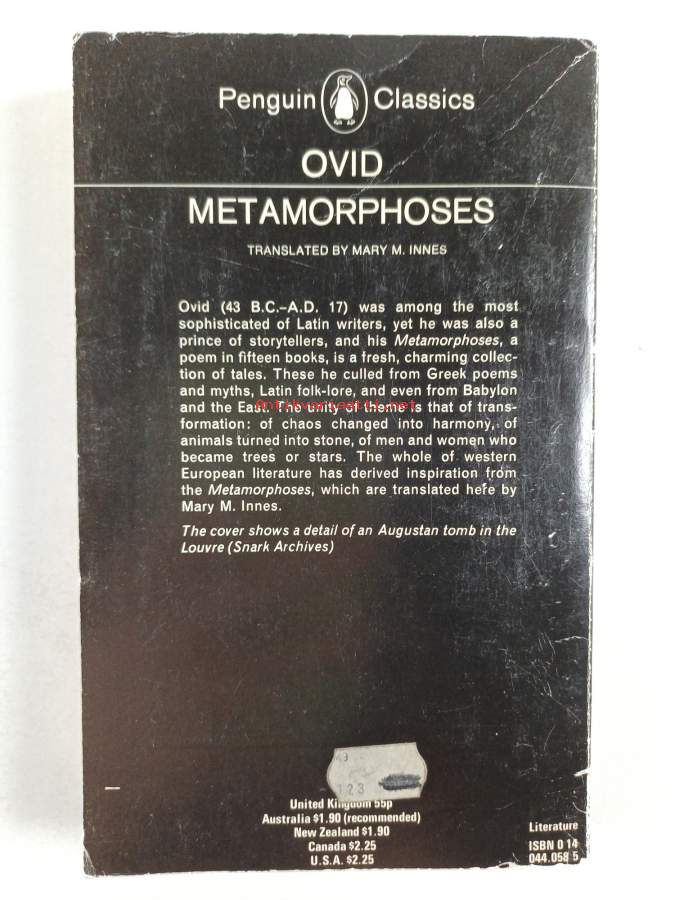 Penguin Classics
OVID
METAMORPHOSES
TRANSLATED BY MARY M. INNES
Ovid (43 B.C.–A.D. 17) was among the most
sophisticated of Latin writers, yet he was also a
prince of storytellers, and his Metamorphoses, a
poem in fifteen books, is a fresh, charming collec-
tion of tales. These he culled from Greek poems
and myths, Latin folk-lore, and even from Babylon
and the East. The unity of theme is that of trans-
formation: of chaos changed into harmony, of
animals turned into stone, of men and women who
became trees or stars. The whole of western
European literature has derived inspiration from
the Metamorphoses, which are translated here by
Mary M. Innes.
The cover shows a detail of an Augustan tomb in the
Louvre (Snark Archives)
123
United Kingdom 55p
Australia $1.90 (recommended)
New Zealand $1.90
Canada $2.25
U.S.A. $2.25
Literature
ISBN 0 14
044.058 5